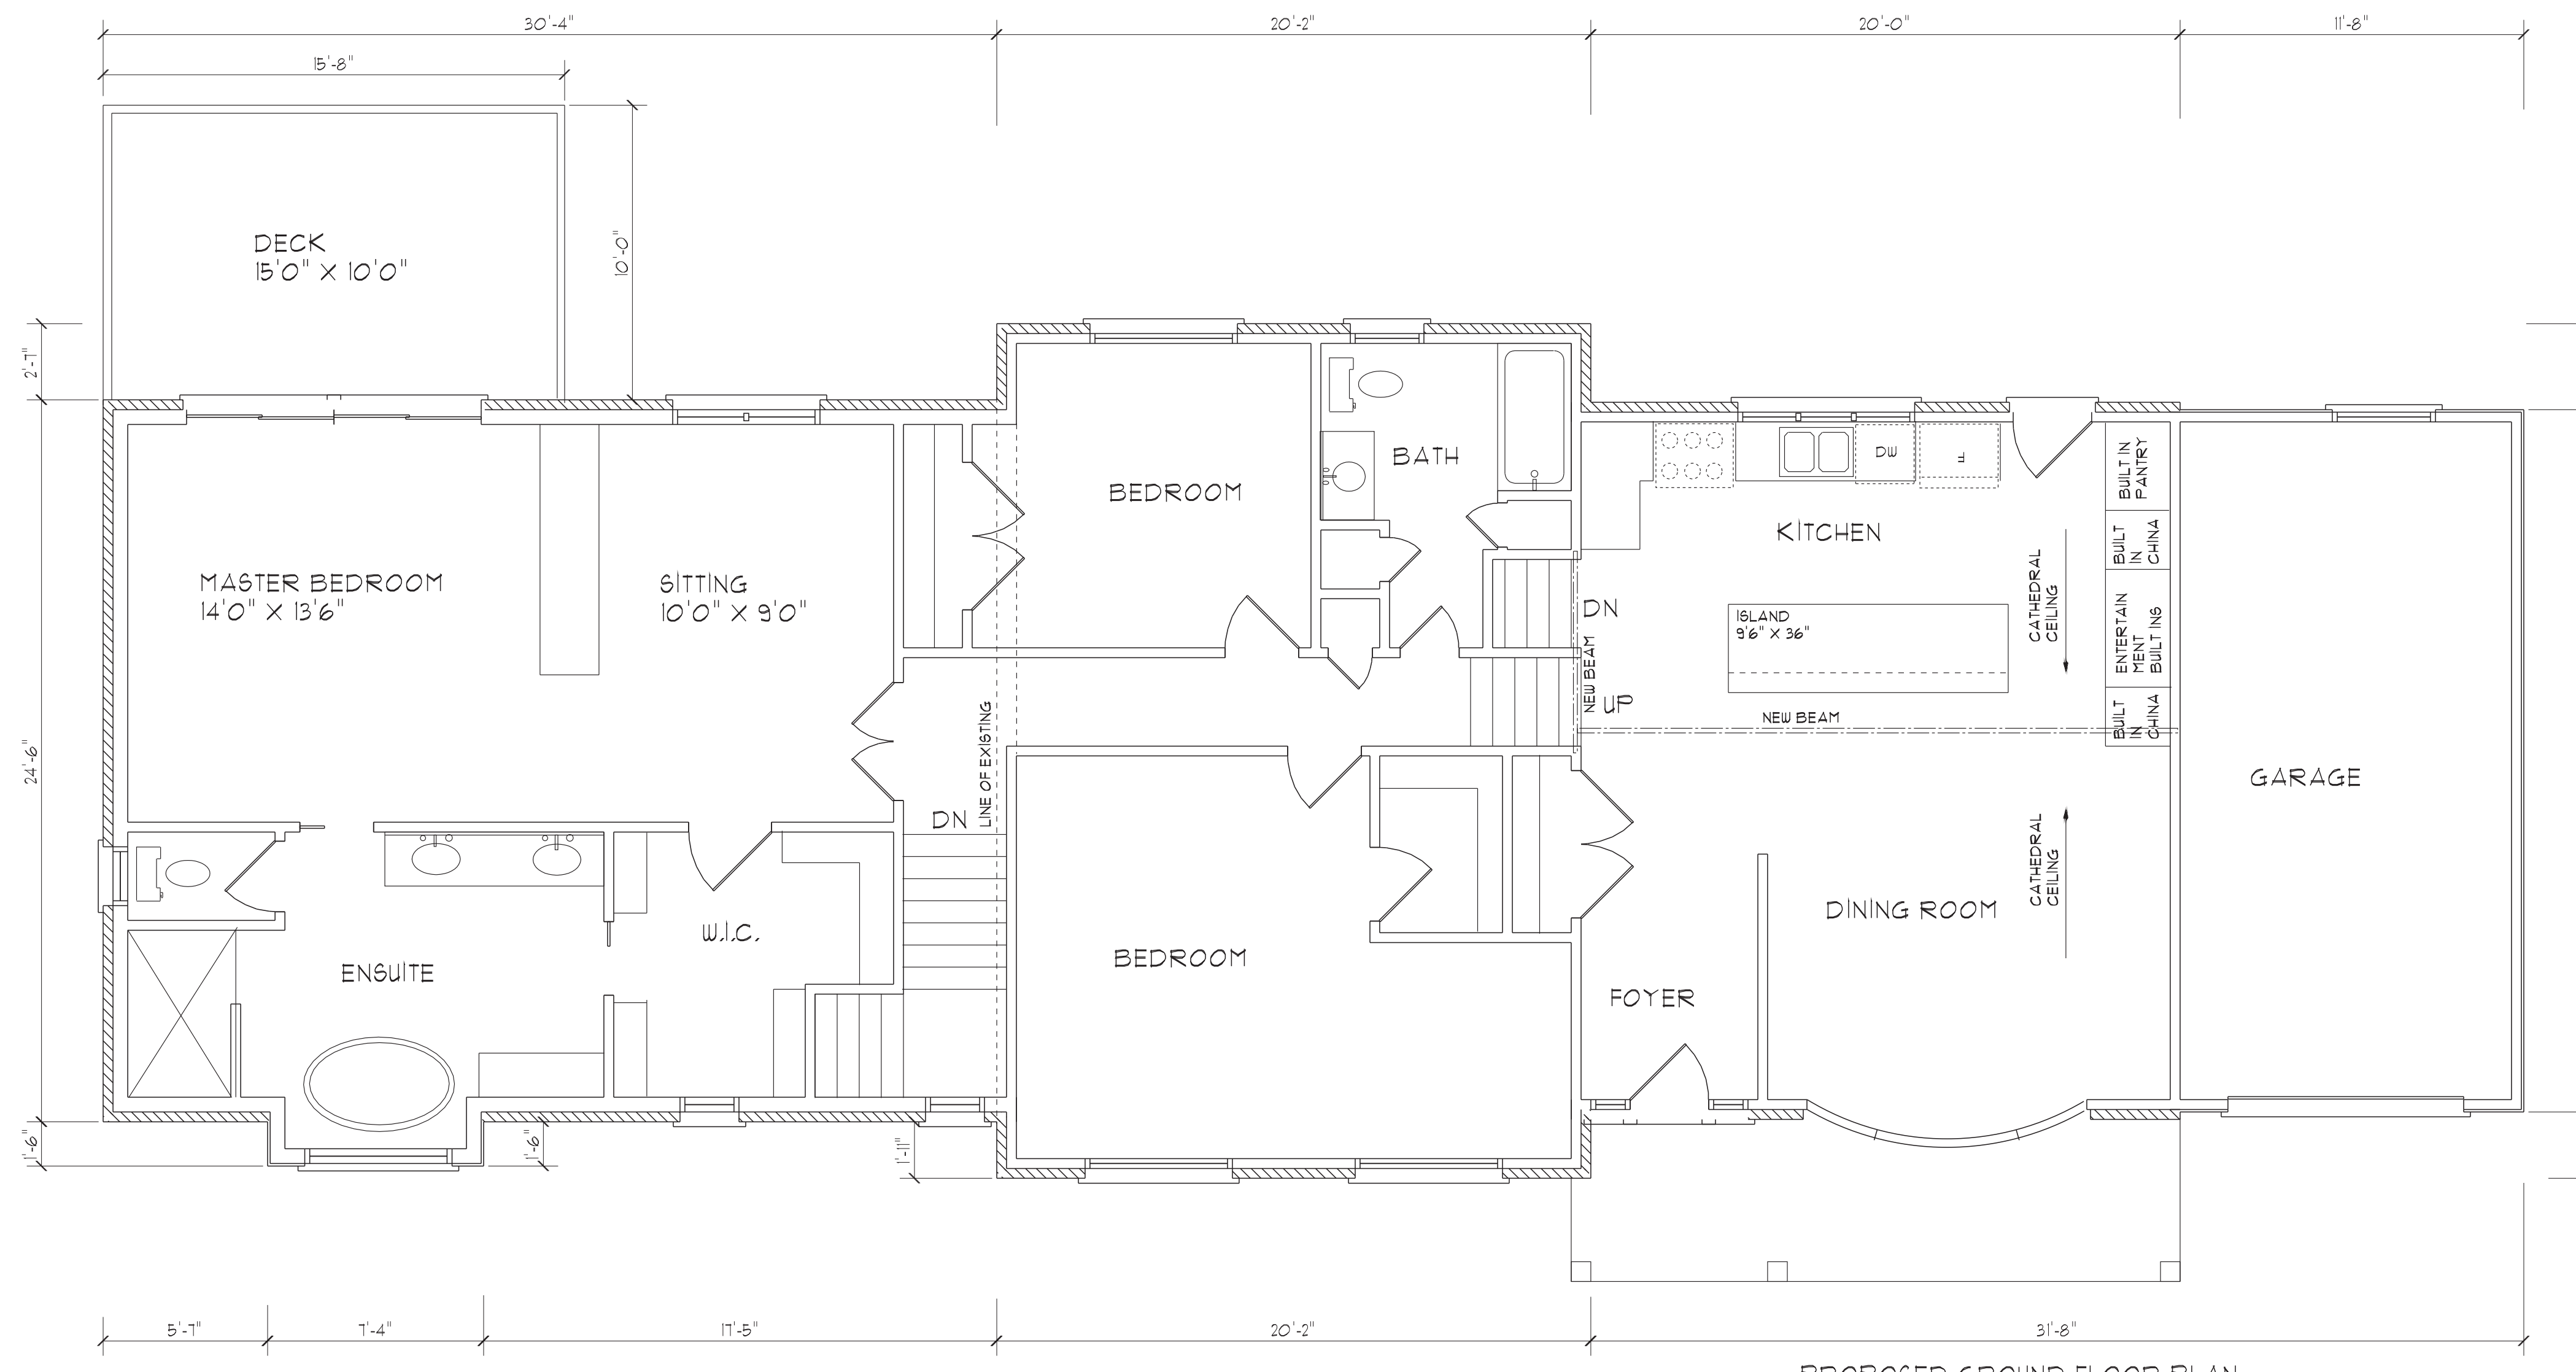 30'-4"
20'-2"
20'-0"
11'-8"
15'-8"
10'-0"
DECK
15'0" X 10'0"
2'-7"
24'-6"
1'-6"
MASTER BEDROOM
14'0" X 13'6"
SITTING
10'0" X 9'0"
BEDROOM
BATH
DW
F
KITCHEN
BUILT IN
PANTRY
BUILT
IN
CHINA
ENTERTAIN
MENT
BUILT INS
BUILT
IN
CHINA
CATHEDRAL
CEILING
ISLAND
9'6" X 36"
DN
NEW BEAM
UP
NEW BEAM
LINE OF EXISTING
DN
GARAGE
ENSUITE
W.I.C.
BEDROOM
FOYER
DINING ROOM
CATHEDRAL
CEILING
1'-6"
1'-11"
5'-7"
7'-4"
17'-5"
20'-2"
31'-8"
PROPOSED GROUND FLOOR PLAN